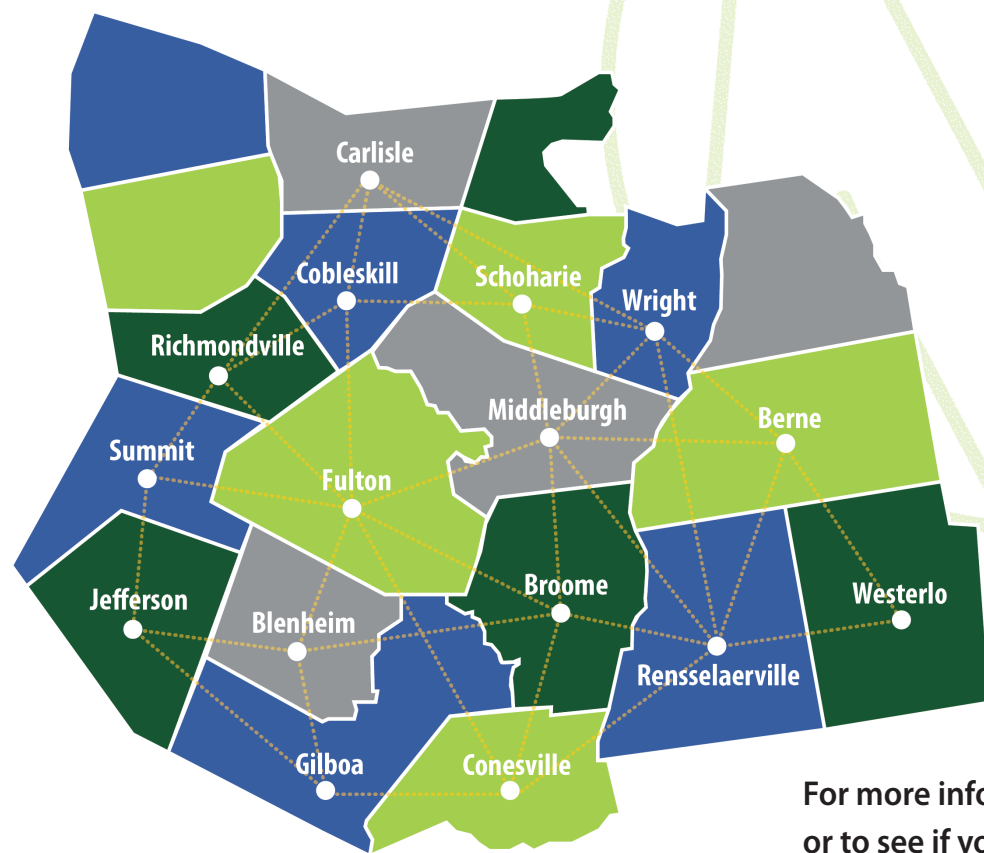 Carlisle
Cobleskill
Schoharie
Wright
Richmondville
Middleburgh
Berne
Summit
Fulton
Jefferson
Blenheim
Broome
Westerlo
Rensselaerville
Gilboa
Conesville
For more info
or to see if yo